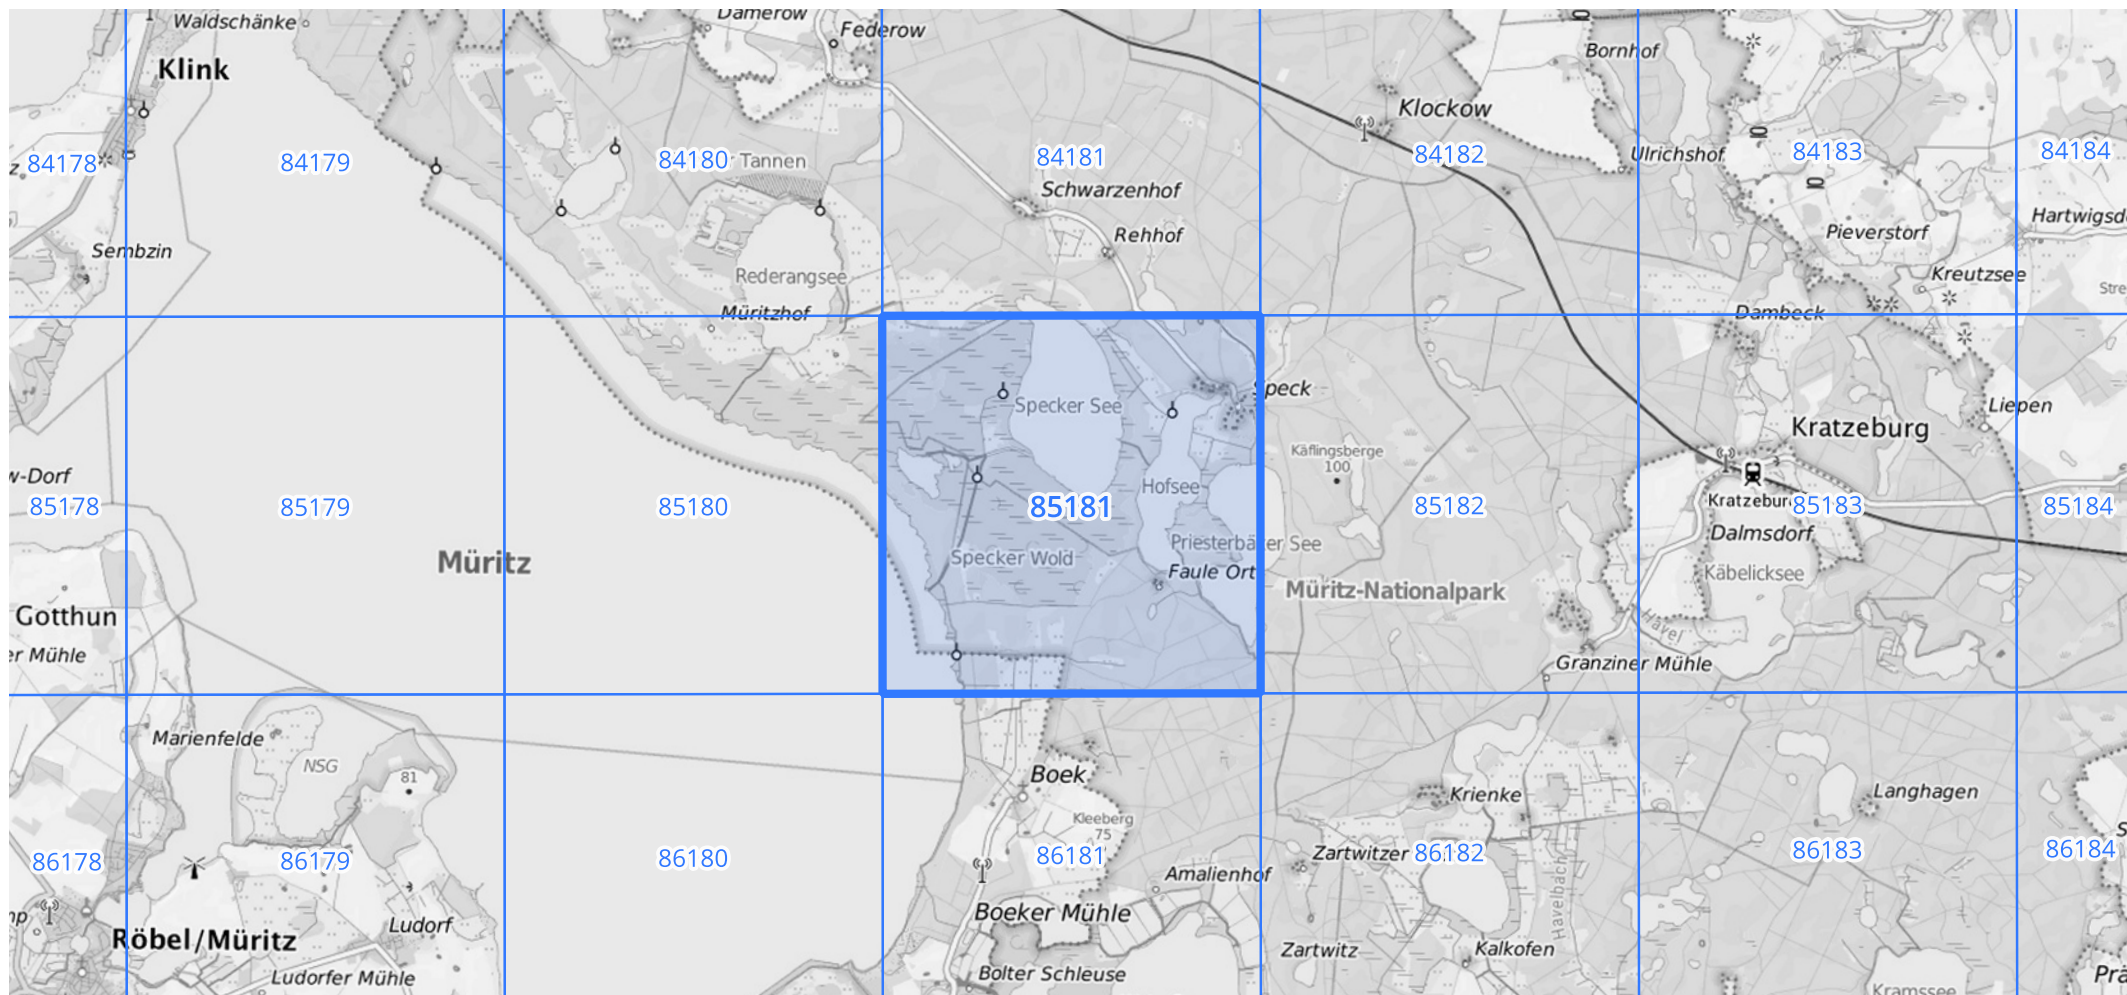 Waldschänke
Damerow
Federow
Bornhof
Klink
Klockow
84178
84179
84180
r Tannen
84181
84182
Ulrichshof
84183
84184
Schwarzenhof
Hartwigsd
Rehhof
Pieverstorf
Sembzin
Rederangsee
Kreutzsee
Stre
Müritzhof
Dambeck
Speck
Specker See
Liepen
Kratzeburg
Käflingsberge
100
w-Dorf
Hofsee
85178
85179
85180
85181
85182
Kratzeburg
85183
85184
Dalmsdorf
Müritz
Specker Wold
Priesterbäker See
Faule Ort
Käbelicksee
Müritz-Nationalpark
Gotthun
Havel
er Mühle
Granziner Mühle
Marienfelde
NSG
81
Boek
Krienke
Langhagen
Kleeberg
75
86178
86179
86180
86181
Zartwitzer
86182
86183
86184
Amalienhof
Havelbach
Boeker Mühle
Ludorf
Röbel/Müritz
Zartwitz
Kalkofen
Ludorfer Mühle
Bolter Schleuse
Prä
Kramssee